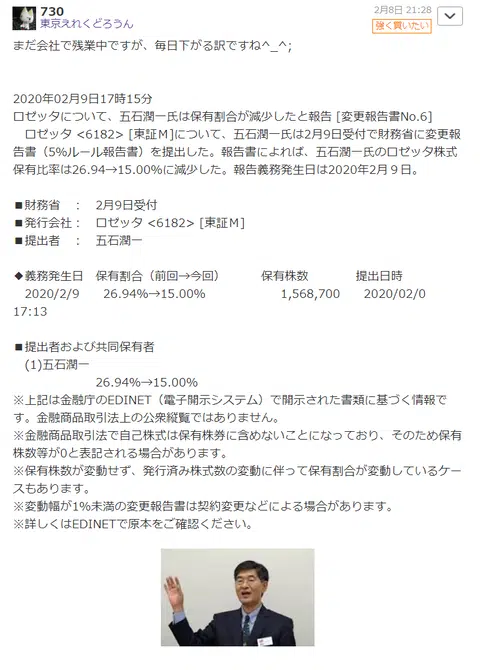 730
東京えれくどろうん
2月8日 21:28
強く買いたい
まだ会社で残業中ですが、毎日下がる訳ですね^_^;
2020年02月9日17時15分
ロゼッタについて、五石潤一氏は保有割合が減少したと報告 [変更報告書No.6]
ロゼッタ <6182> [東証Ｍ]について、五石潤一氏は2月9日受付で財務省に変更報
告書（5%ルール報告書）を提出した。報告書によれば、五石潤一氏のロゼッタ株式
保有比率は26.94→15.00%に減少した。報告義務発生日は2020年2月９日。
■財務省　：　2月9日受付
■発行会社：　ロゼッタ <6182> [東証Ｍ]
■提出者　：　五石潤一
◆義務発生日　保有割合（前回→今回）　　　保有株数　　　　提出日時
2020/2/9　　26.94%→15.00%　　　　　　1,568,700　　2020/02/0
17:13
■提出者および共同保有者
(1)五石潤一
26.94%→15.00%
※上記は金融庁のEDINET（電子開示システム）で開示された書類に基づく情報で
す。金融商品取引法上の公衆縦覧ではありません。
※金融商品取引法で自己株式は保有株券に含めないことになっており、そのため保有
株数等が0と表記される場合があります。
※保有株数が変動せず、発行済み株式数の変動に伴って保有割合が変動しているケー
スもあります。
※変動幅が1%未満の変更報告書は契約変更などによる場合があります。
※詳しくはEDINETで原本をご確認ください。